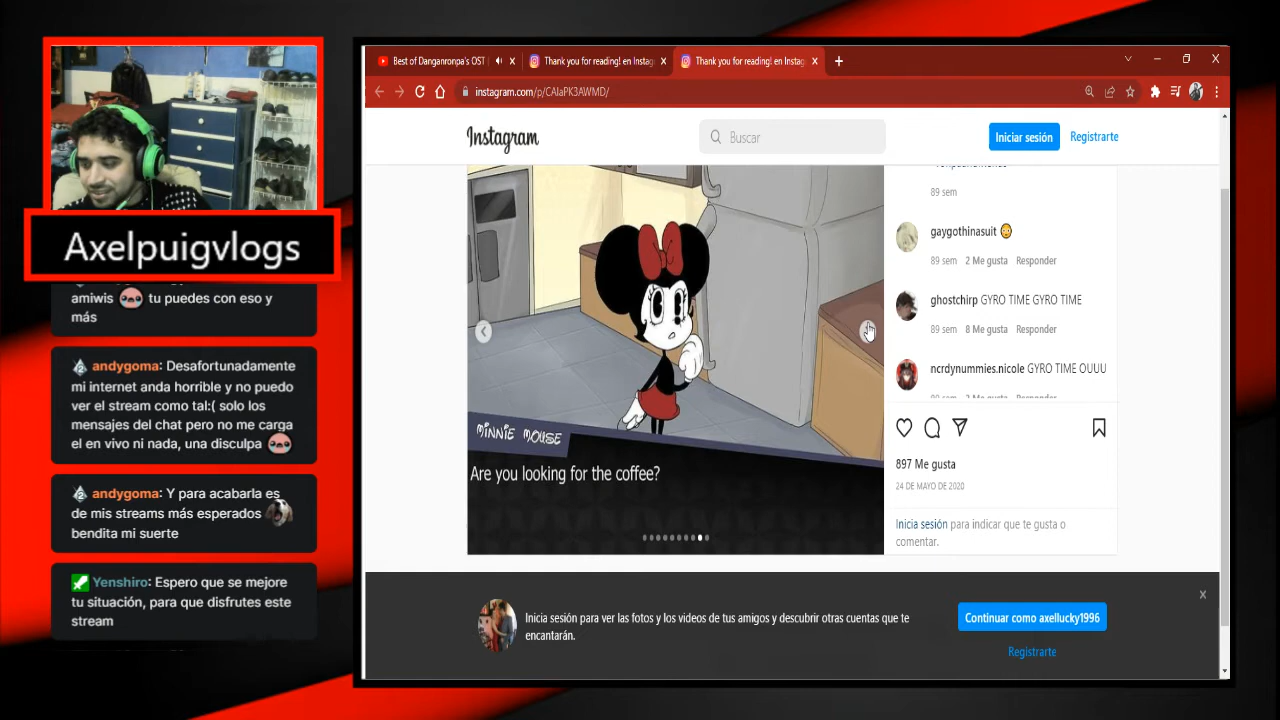 Axelpuigvlogs
amiwis tu puedes con eso y
más
andygoma: Desafortunadamente
mi internet anda horrible y no puedo
ver el stream como tal:( solo los
mensajes del chat pero no me carga
el en vivo ni nada, una disculpa
andygoma: Y para acabarla es
de mis streams más esperados
bendita mi suerte
Yenshiro: Espero que se mejore
tu situación, para que disfrutes este
stream
Best of Danganronpa's OST
Thank you for reading! en Instag
Thank you for reading! en Instag
instagram.com/p/CAIaPK3AWMD/
Instagram
Buscar
Iniciar sesión
Registrarte
MINNIE MOUSE
Are you looking for the coffee?
89 sem
gaygothinasuit
89 sem 2 Me gusta Responder
ghostchirp GYRO TIME GYRO TIME
89 sem 8 Me gusta Responder
ncrdynummies.nicole GYRO TIME OUUU
897 Me gusta
24 DE MAYO DE 2020
Inicia sesión para indicar que te gusta o
comentar.
Inicia sesión para ver las fotos y los videos de tus amigos y descubrir otras cuentas que te
encantarán.
Continuar como axellucky1996
Registrarte